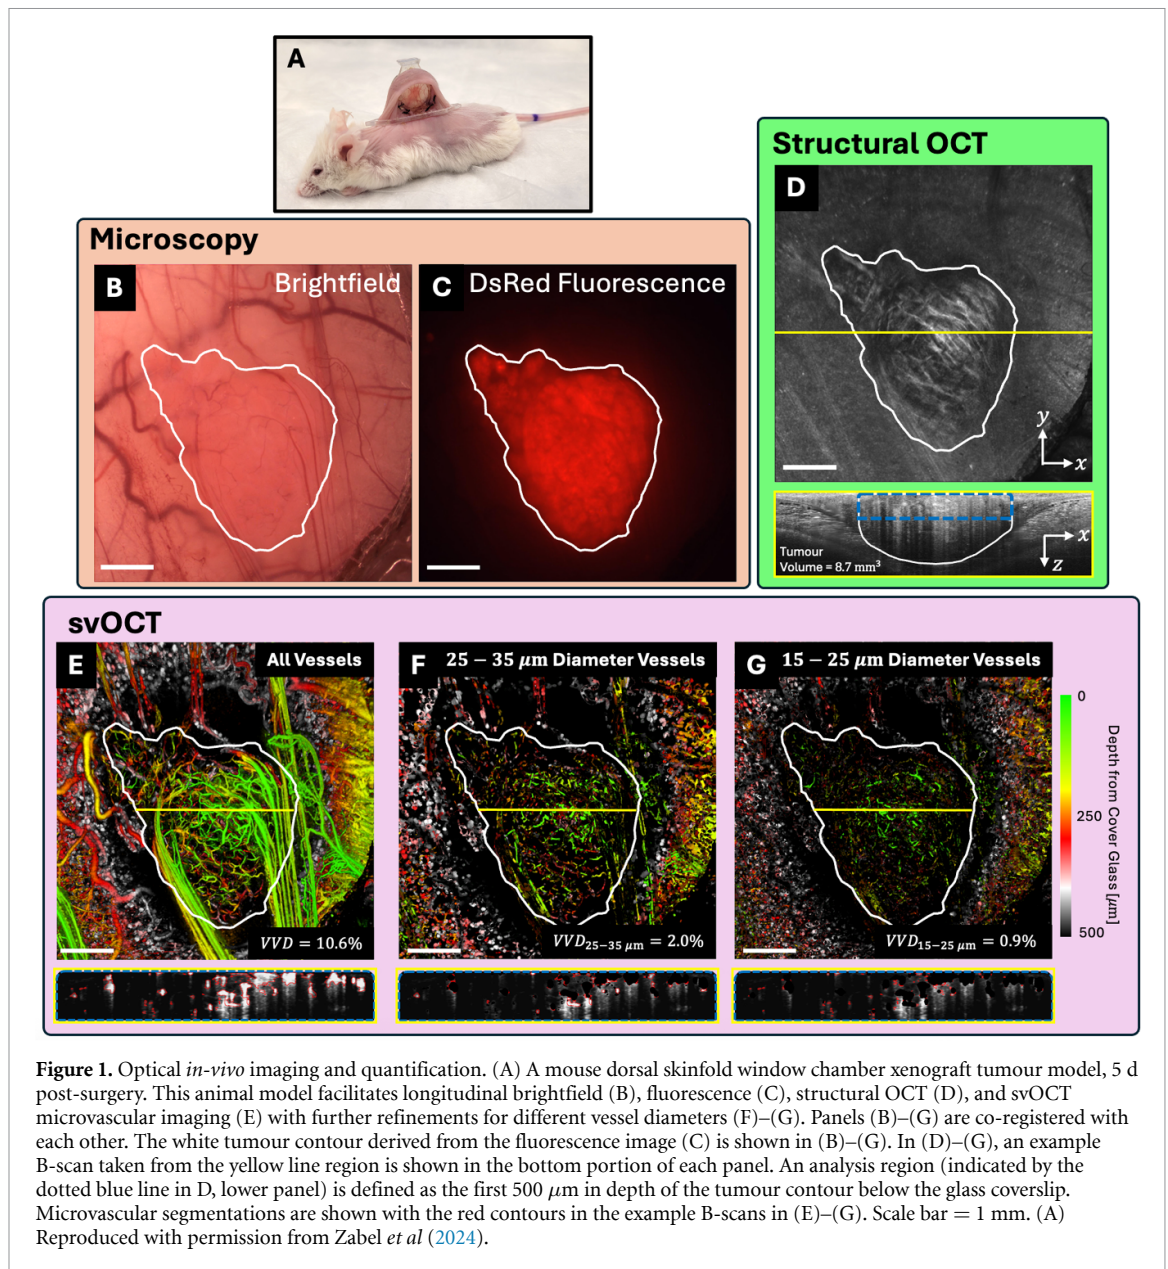 A
Structural OCT
D
y
x
x
z
Tumour
Volume = 8.7 mm³
Microscopy
B
Brightfield
C
DsRed Fluorescence
svOCT
E
All Vessels
VVD = 10.6%
F
25 − 35 μm Diameter Vessels
VVD₂₅₋₃₅ μm = 2.0%
G
15 − 25 μm Diameter Vessels
VVD₁₅₋₂₅ μm = 0.9%
0
250
500
Depth from Cover Glass [μm]
Figure 1. Optical in-vivo imaging and quantification. (A) A mouse dorsal skinfold window chamber xenograft tumour model, 5 d
post-surgery. This animal model facilitates longitudinal brightfield (B), fluorescence (C), structural OCT (D), and svOCT
microvascular imaging (E) with further refinements for different vessel diameters (F)–(G). Panels (B)–(G) are co-registered with
each other. The white tumour contour derived from the fluorescence image (C) is shown in (B)–(G). In (D)–(G), an example
B-scan taken from the yellow line region is shown in the bottom portion of each panel. An analysis region (indicated by the
dotted blue line in D, lower panel) is defined as the first 500 μm in depth of the tumour contour below the glass coverslip.
Microvascular segmentations are shown with the red contours in the example B-scans in (E)–(G). Scale bar = 1 mm. (A)
Reproduced with permission from Zabel et al (2024).